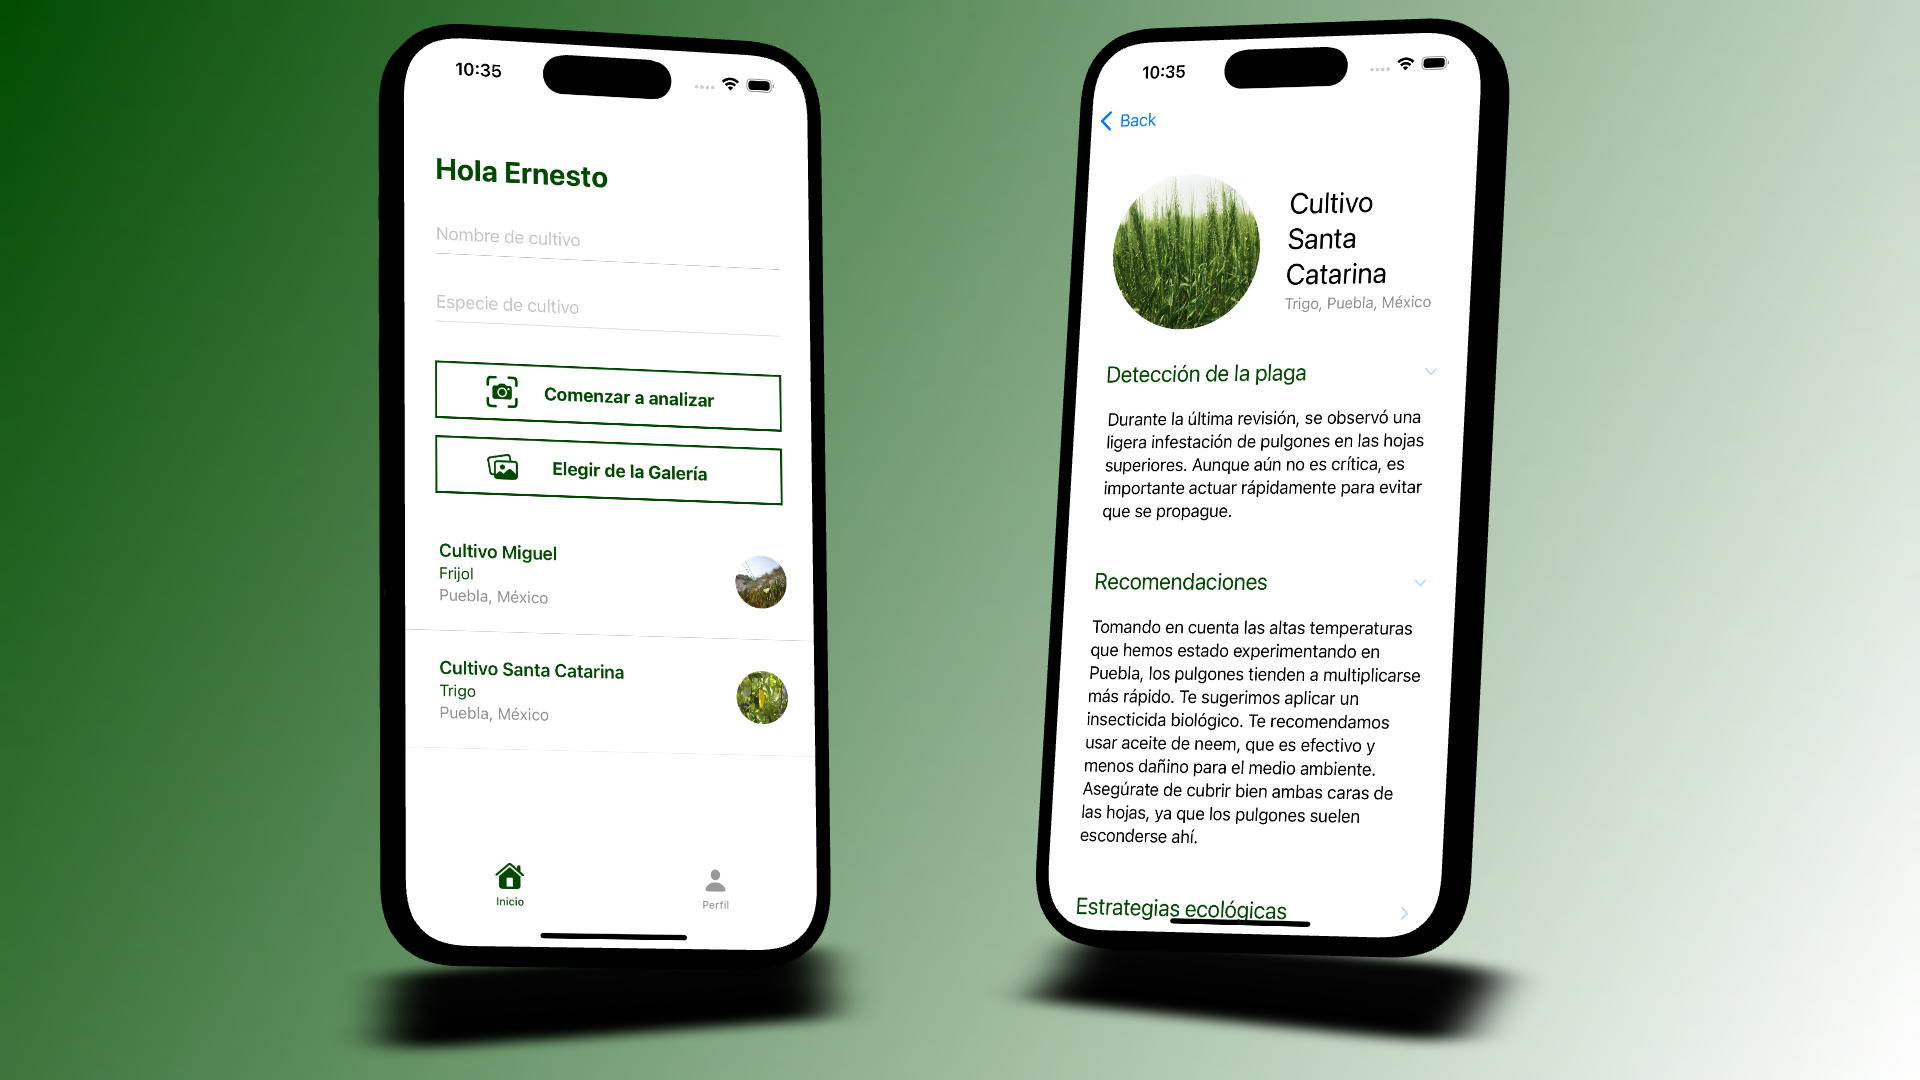 10:35
Hola Ernesto
Nombre de cultivo
Especie de cultivo
Comenzar a analizar
Elegir de la Galería
Cultivo Miguel
Frijol
Puebla, México
Cultivo Santa Catarina
Trigo
Puebla, México
Inicio
Perfil
10:35
Back
Cultivo
Santa
Catarina
Trigo, Puebla, México
Detección de la plaga
Durante la última revisión, se observó una
ligera infestación de pulgones en las hojas
superiores. Aunque aún no es crítica, es
importante actuar rápidamente para evitar
que se propague.
Recomendaciones
Tomando en cuenta las altas temperaturas
que hemos estado experimentando en
Puebla, los pulgones tienden a multiplicarse
más rápido. Te sugerimos aplicar un
insecticida biológico. Te recomendamos
usar aceite de neem, que es efectivo y
menos dañino para el medio ambiente.
Asegúrate de cubrir bien ambas caras de
las hojas, ya que los pulgones suelen
esconderse ahí.
Estrategias ecológicas